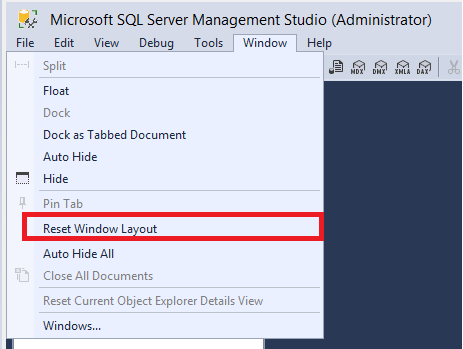 Microsoft SQL Server Management Studio (Administrator)
File Edit View Debug Tools Window Help
MDX DMX XMLA DAX
Split
Float
Dock
Dock as Tabbed Document
Auto Hide
Hide
Pin Tab
Reset Window Layout
Auto Hide All
Close All Documents
Reset Current Object Explorer Details View
Windows...